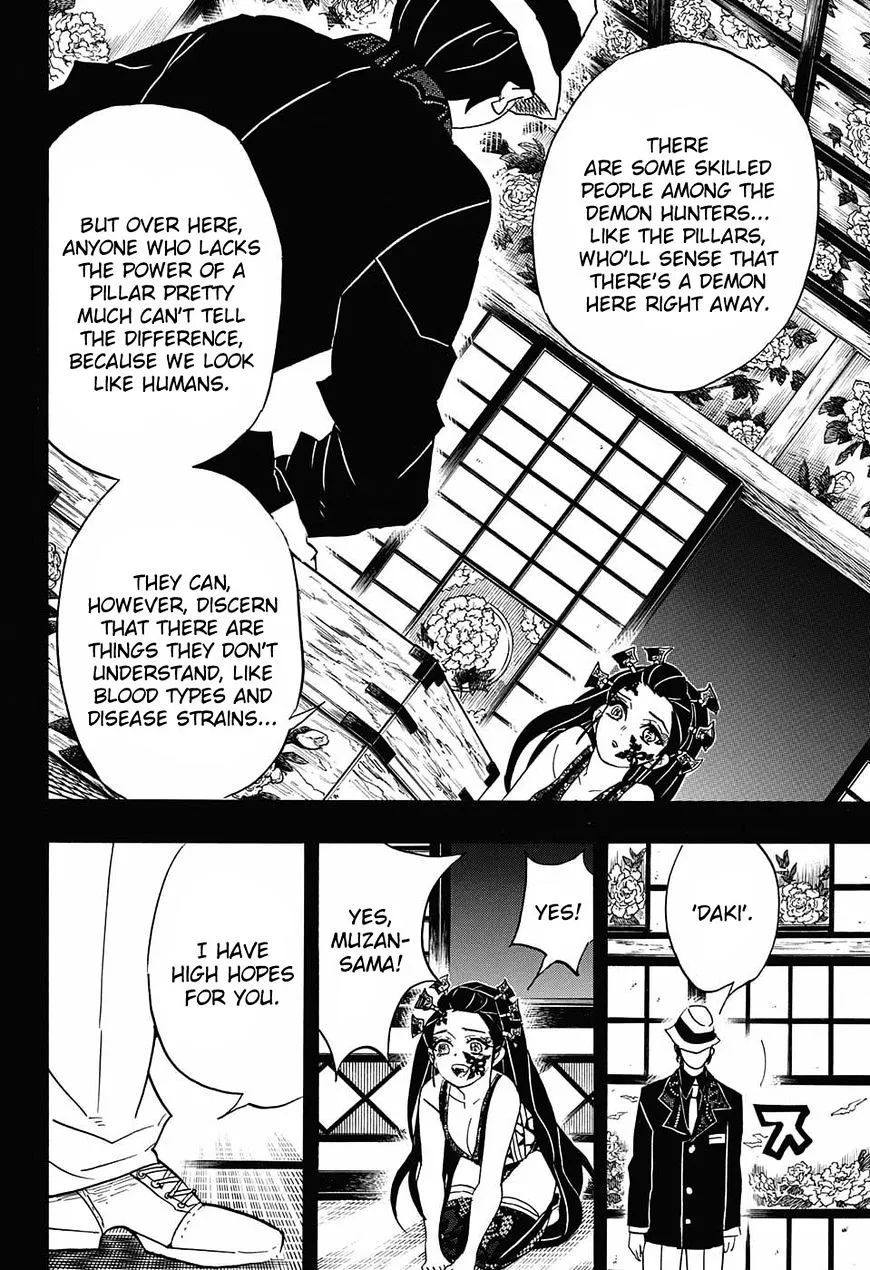 THERE
ARE SOME SKILLED
PEOPLE AMONG THE
DEMON HUNTERS...
LIKE THE PILLARS,
WHO'LL SENSE THAT
THERE'S A DEMON
HERE RIGHT AWAY.
BUT OVER HERE,
ANYONE WHO LACKS
THE POWER OF A
PILLAR PRETTY
MUCH CAN'T TELL
THE DIFFERENCE,
BECAUSE WE LOOK
LIKE HUMANS.
THEY CAN,
HOWEVER, DISCERN
THAT THERE ARE
THINGS THEY DON'T
UNDERSTAND, LIKE
BLOOD TYPES AND
DISEASE STRAINS...
'DAKI'.
ス
YES!
YES,
MUZAN-
SAMA!
I HAVE
HIGH HOPES
FOR YOU.